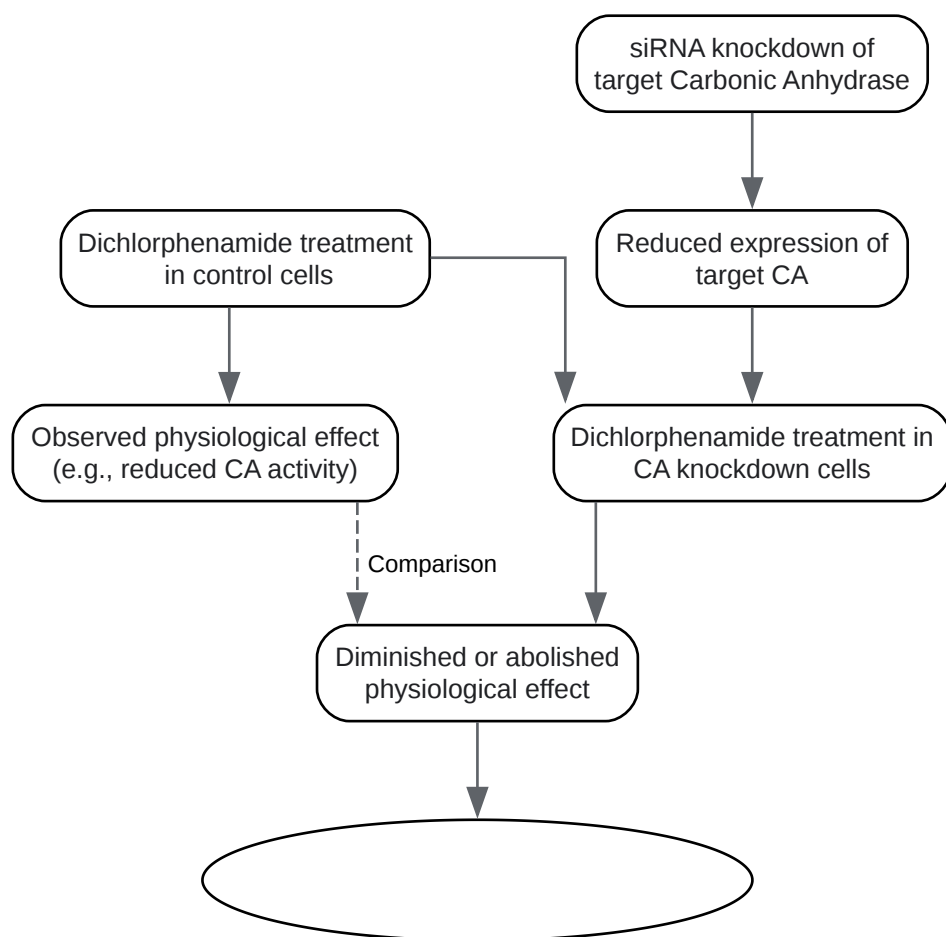 siRNA knockdown of
target Carbonic Anhydrase
Dichlorphenamide treatment
in control cells
Reduced expression of
target CA
Observed physiological effect
(e.g., reduced CA activity)
Dichlorphenamide treatment in
CA knockdown cells
Comparison
Diminished or abolished
physiological effect